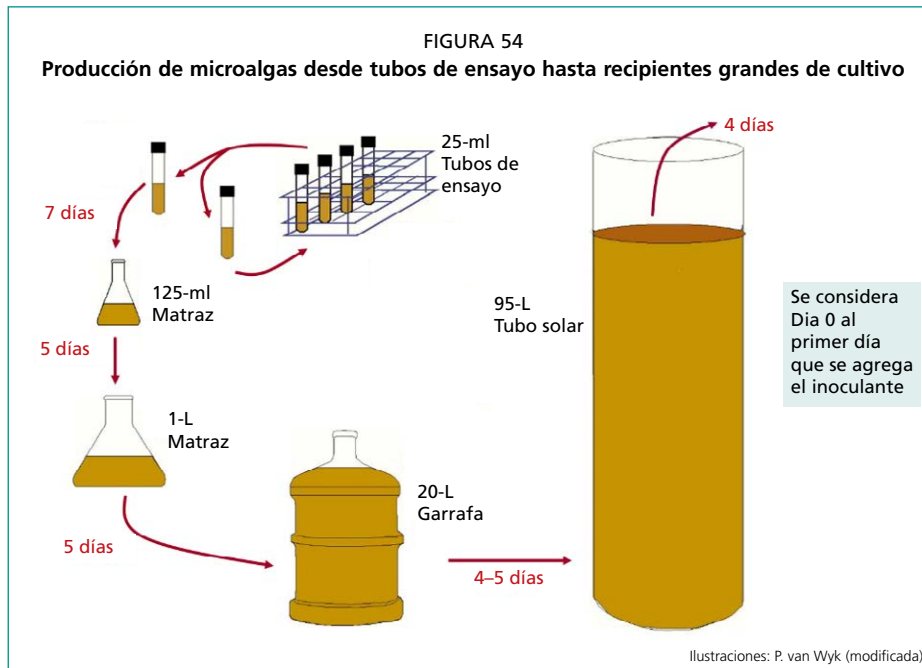 FIGURA 54
Producción de microalgas desde tubos de ensayo hasta recipientes grandes de cultivo
25-ml
Tubos de
ensayo
4 días
7 días
125-ml
Matraz
95-L
Tubo solar
Se considera
Dia 0 al
primer día
que se agrega
el inoculante
5 días
1-L
Matraz
20-L
Garrafa
5 días
4–5 días
Ilustraciones: P. van Wyk (modificada)